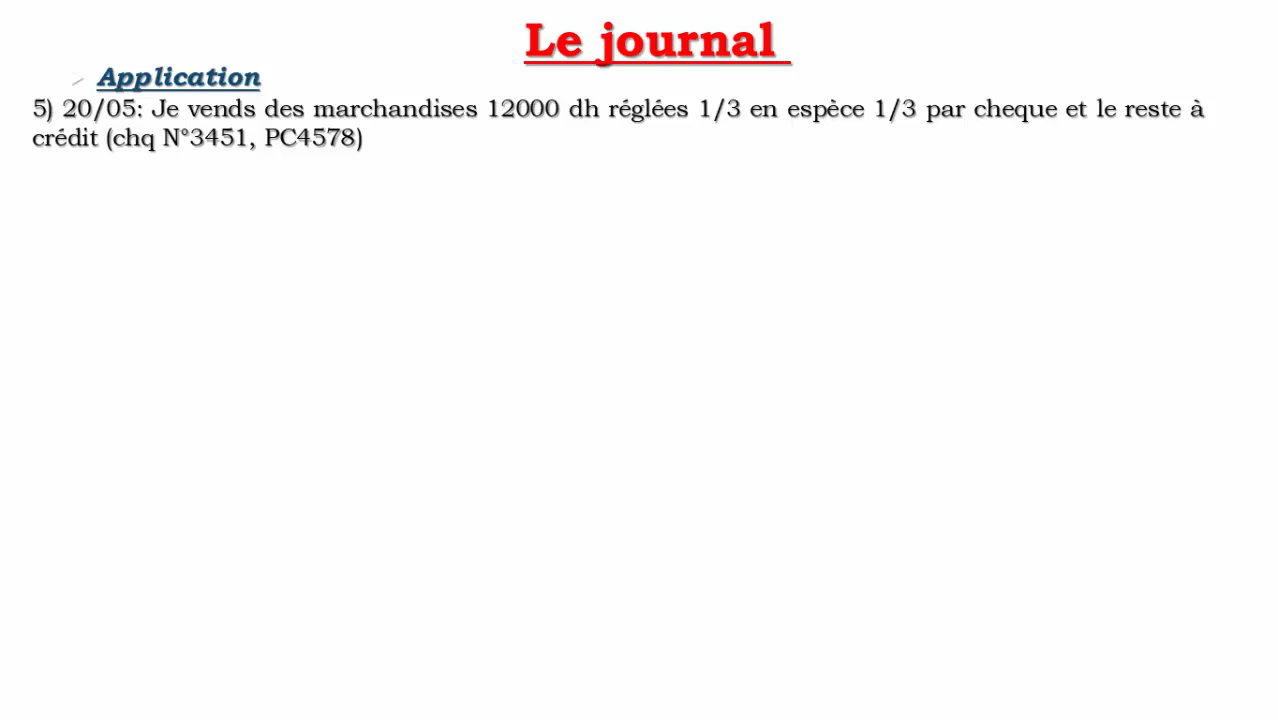 Le journal
Application
5) 20/05: Je vends des marchandises 12000 dh réglées 1/3 en espèce 1/3 par cheque et le reste à
crédit (chq N°3451, PC4578)